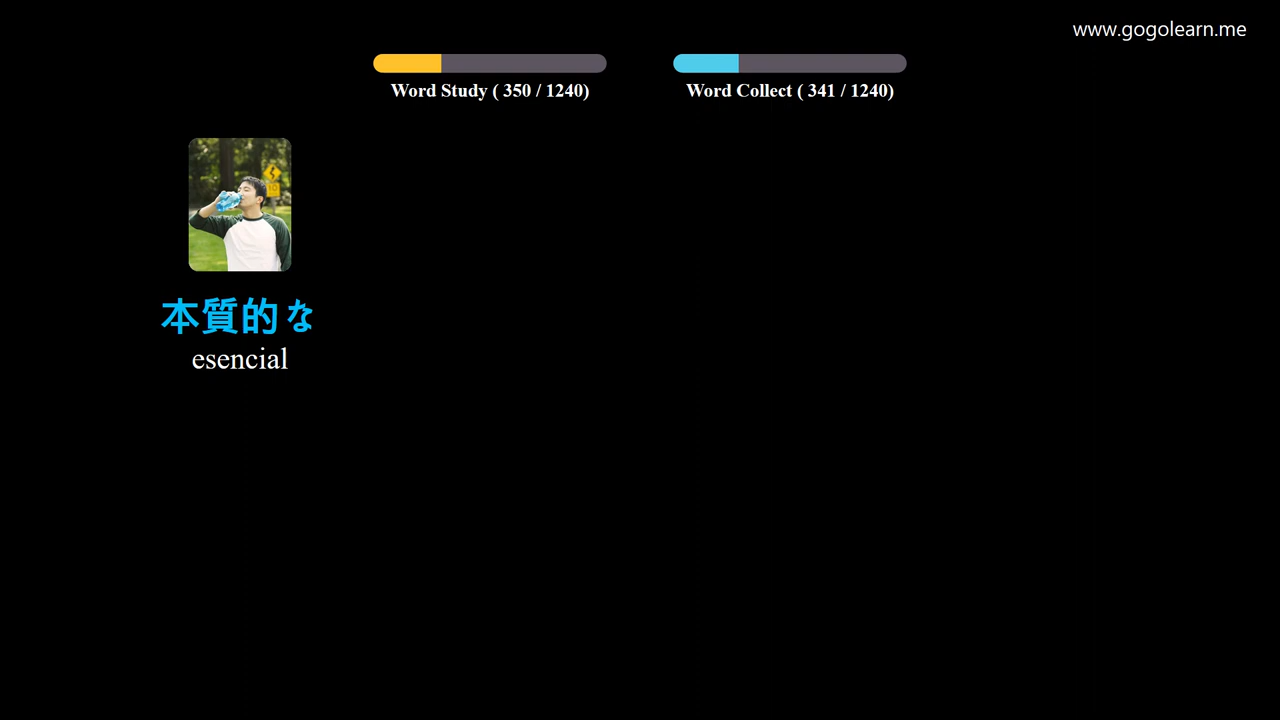 www.gogolearn.me
Word Study ( 350 / 1240)
Word Collect ( 341 / 1240)
本質的な
esencial